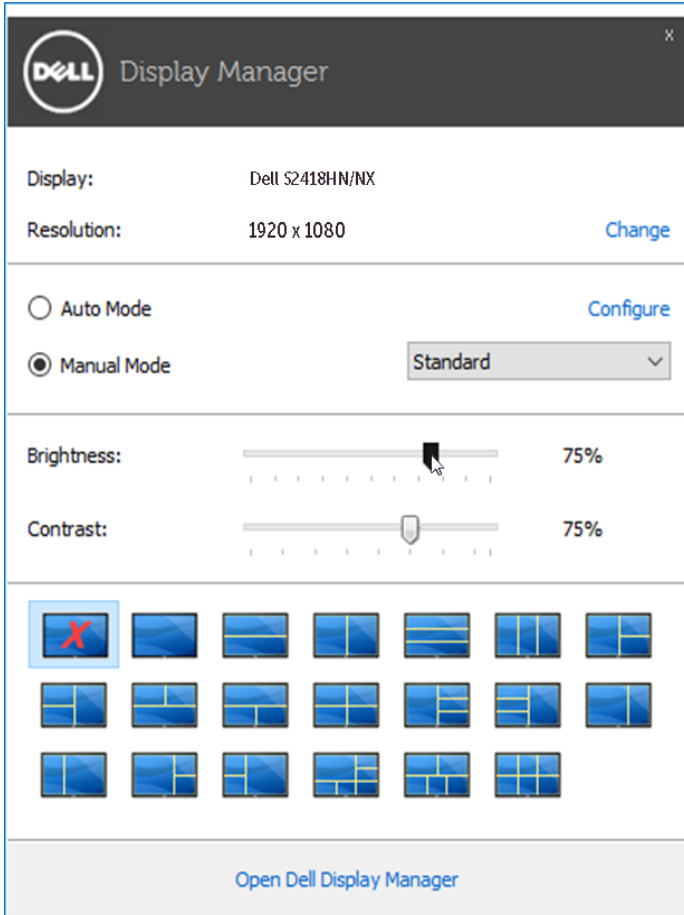 X
DELL Display Manager
Display: Dell S2418HN/NX
Resolution: 1920 x 1080 Change
Auto Mode Configure
Manual Mode Standard
Brightness: 75%
Contrast: 75%
X
Open Dell Display Manager